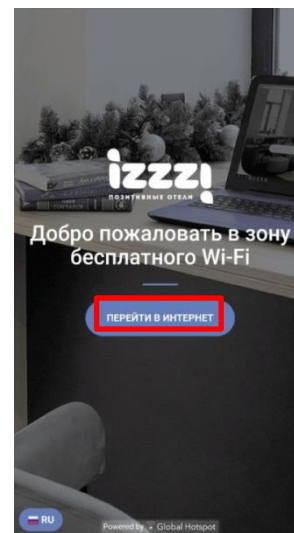 izzzi
ПОЗИТИВНЫЕ ОТЕЛИ
Добро пожаловать в зону
бесплатного Wi-Fi
ПЕРЕЙТИ В ИНТЕРНЕТ
RU
Powered by Global Hotspot